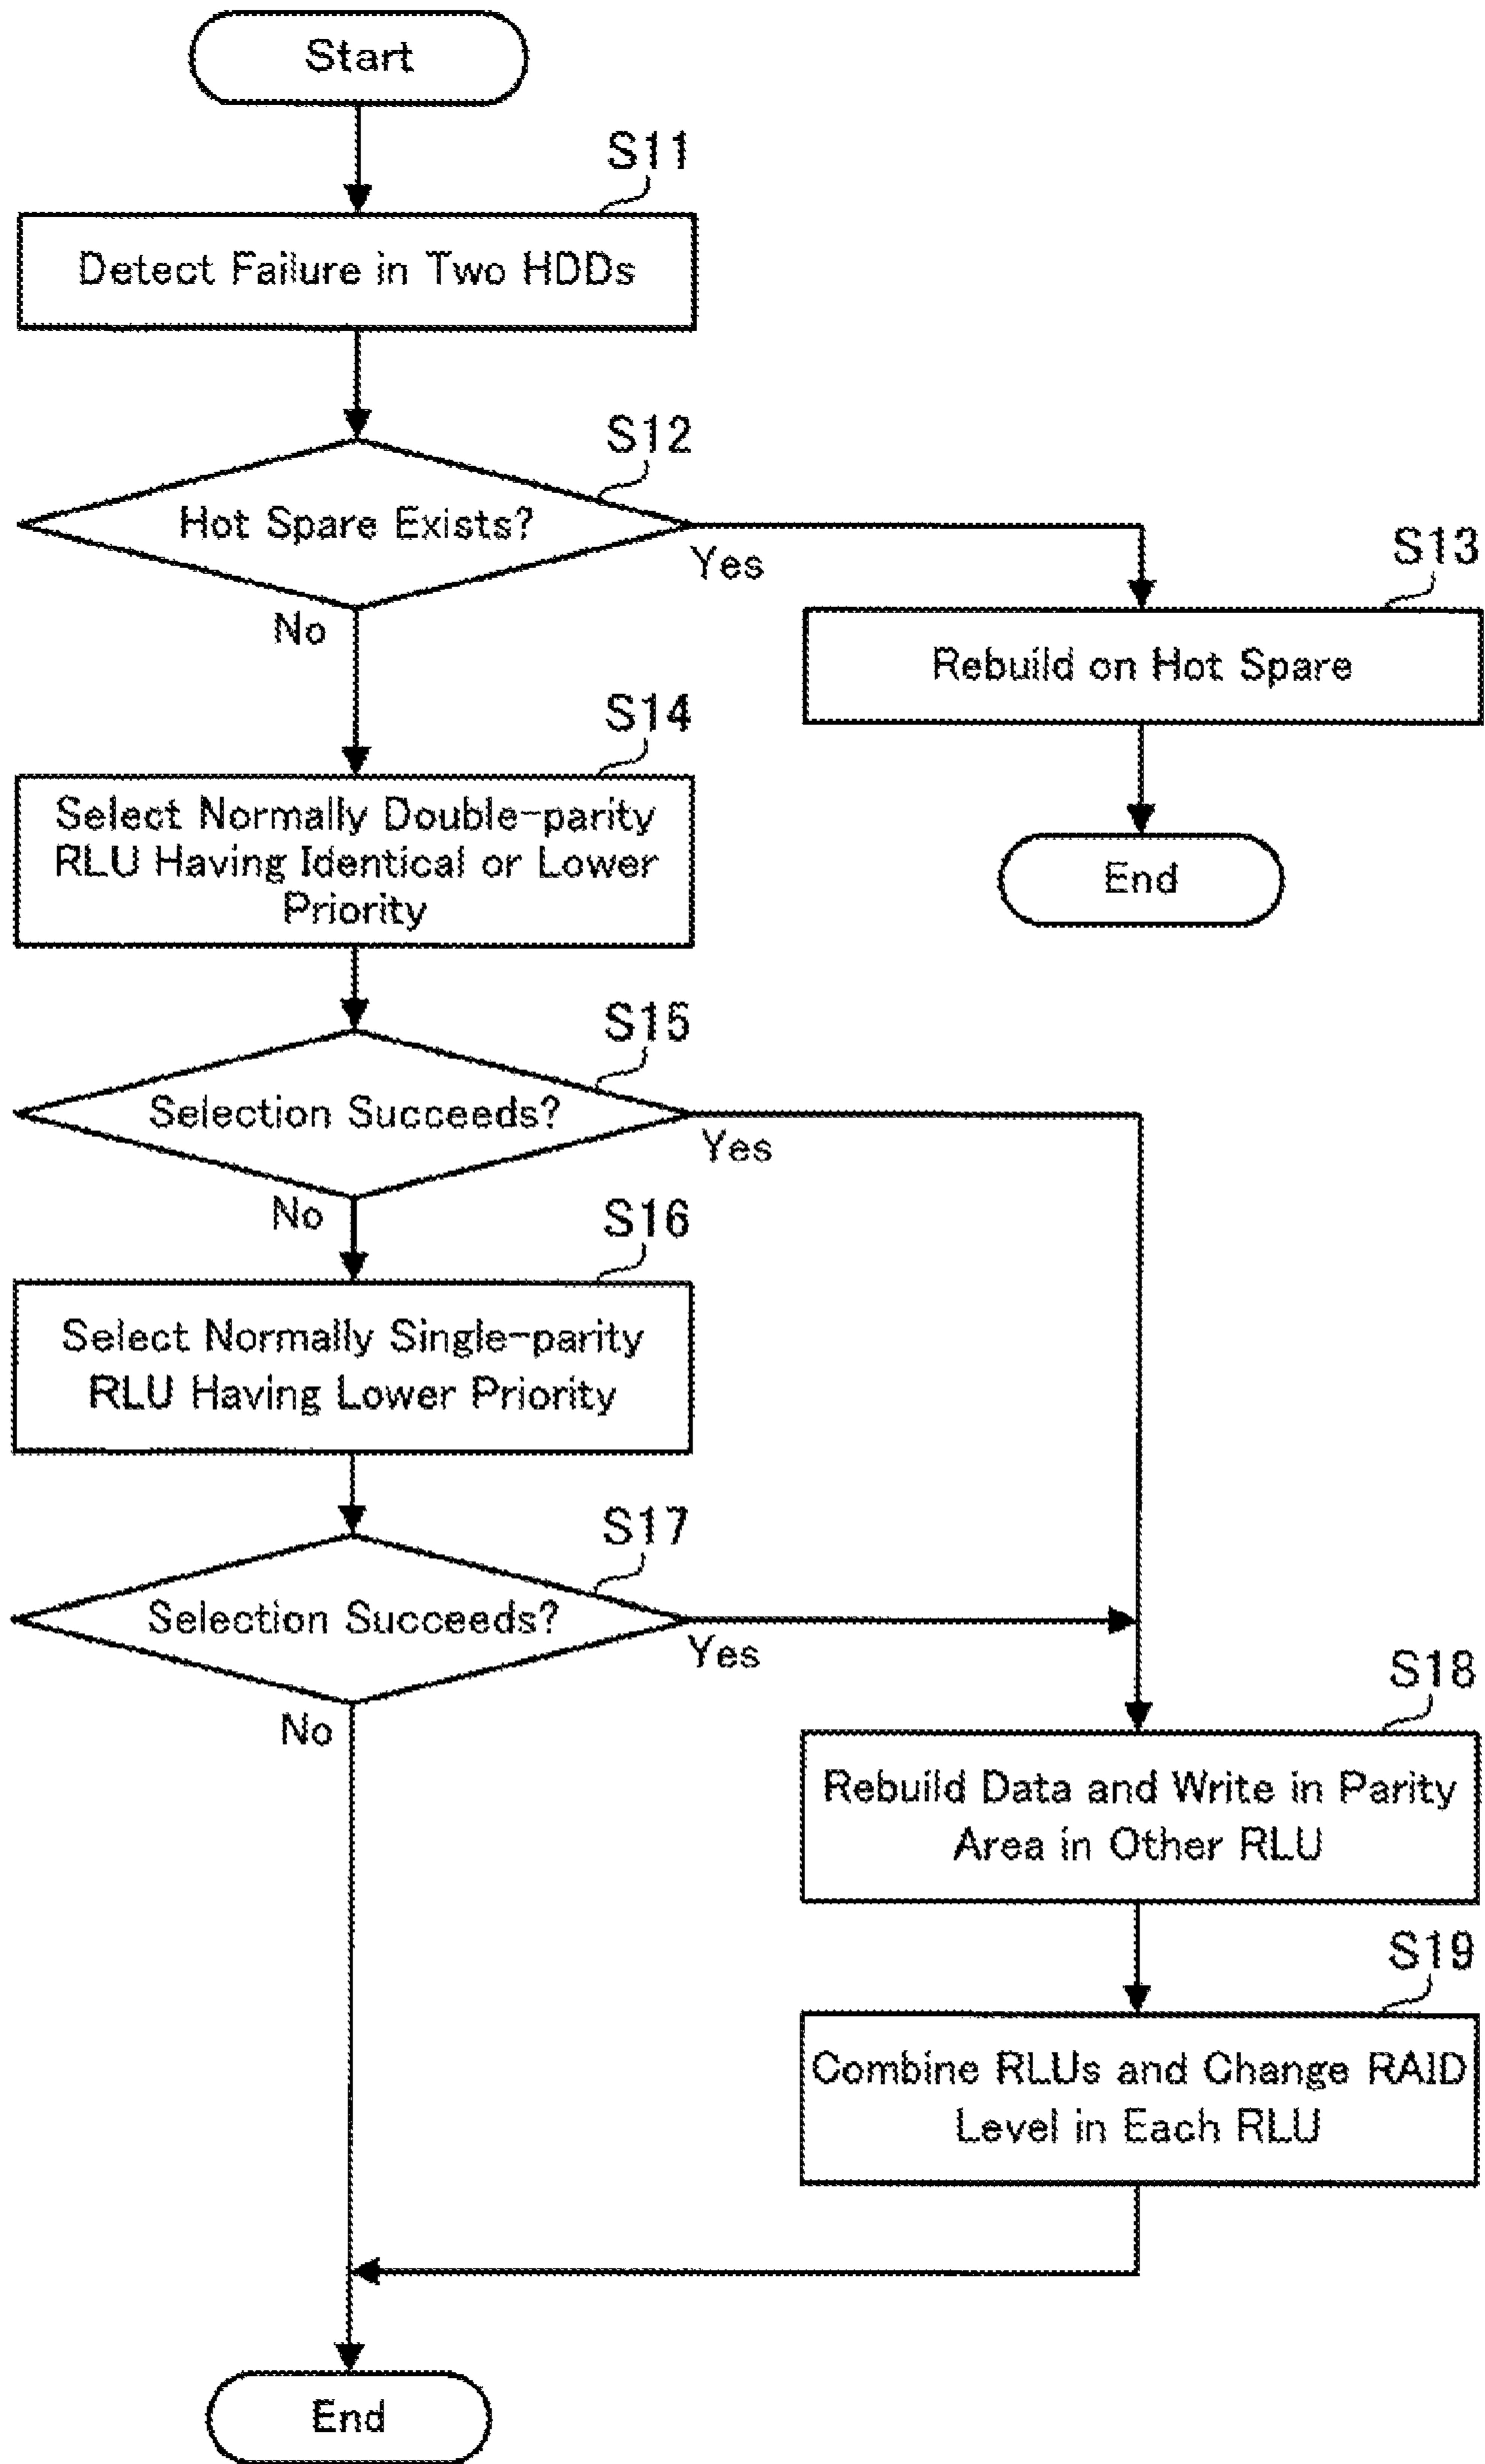 Start
S11
Detect Failure in Two HDDs
S12
Hot Spare Exists?
Yes
No
S13
Rebuild on Hot Spare
End
S14
Select Normally Double-parity
RLU Having Identical or Lower
Priority
S15
Selection Succeeds?
Yes
No
S16
Select Normally Single-parity
RLU Having Lower Priority
S17
Selection Succeeds?
Yes
No
S18
Rebuild Data and Write in Parity
Area in Other RLU
S19
Combine RLUs and Change RAID
Level in Each RLU
End